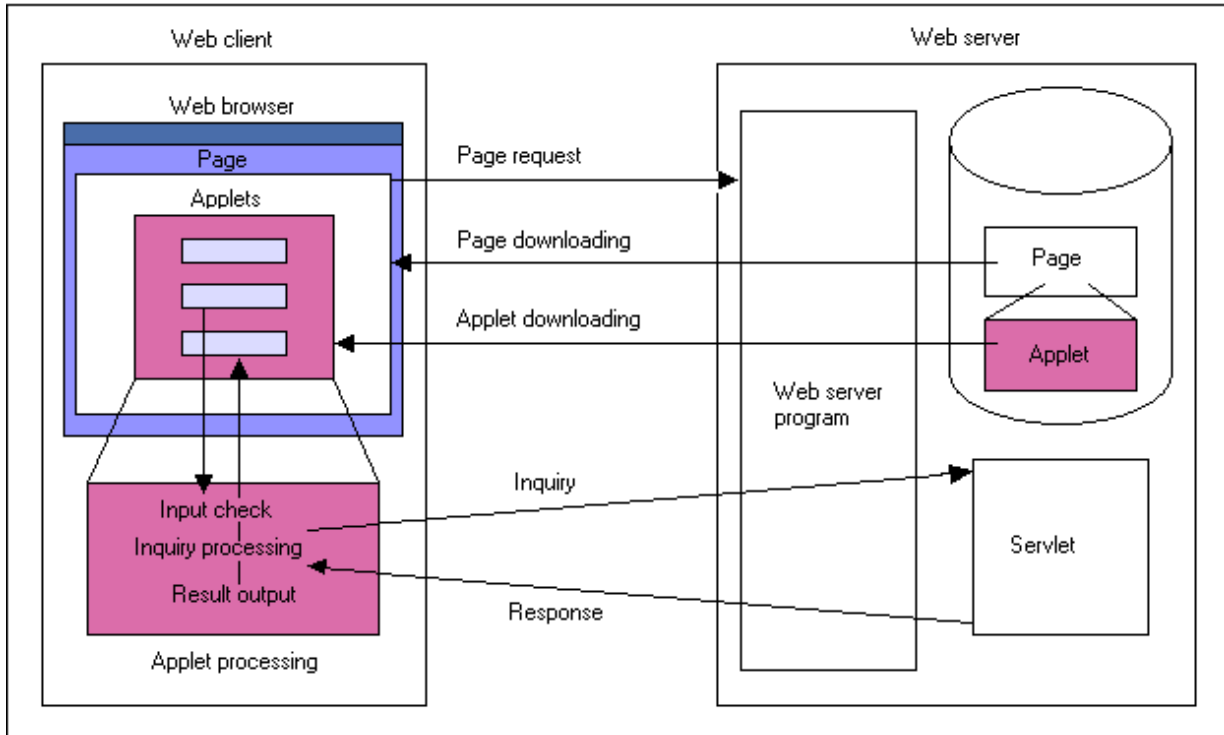 Web client
Web server
Web browser
Page
Applets
Page request
Page downloading
Applet downloading
Page
Applet
Web server
program
Inquiry
Input check
Inquiry processing
Result output
Servlet
Response
Applet processing